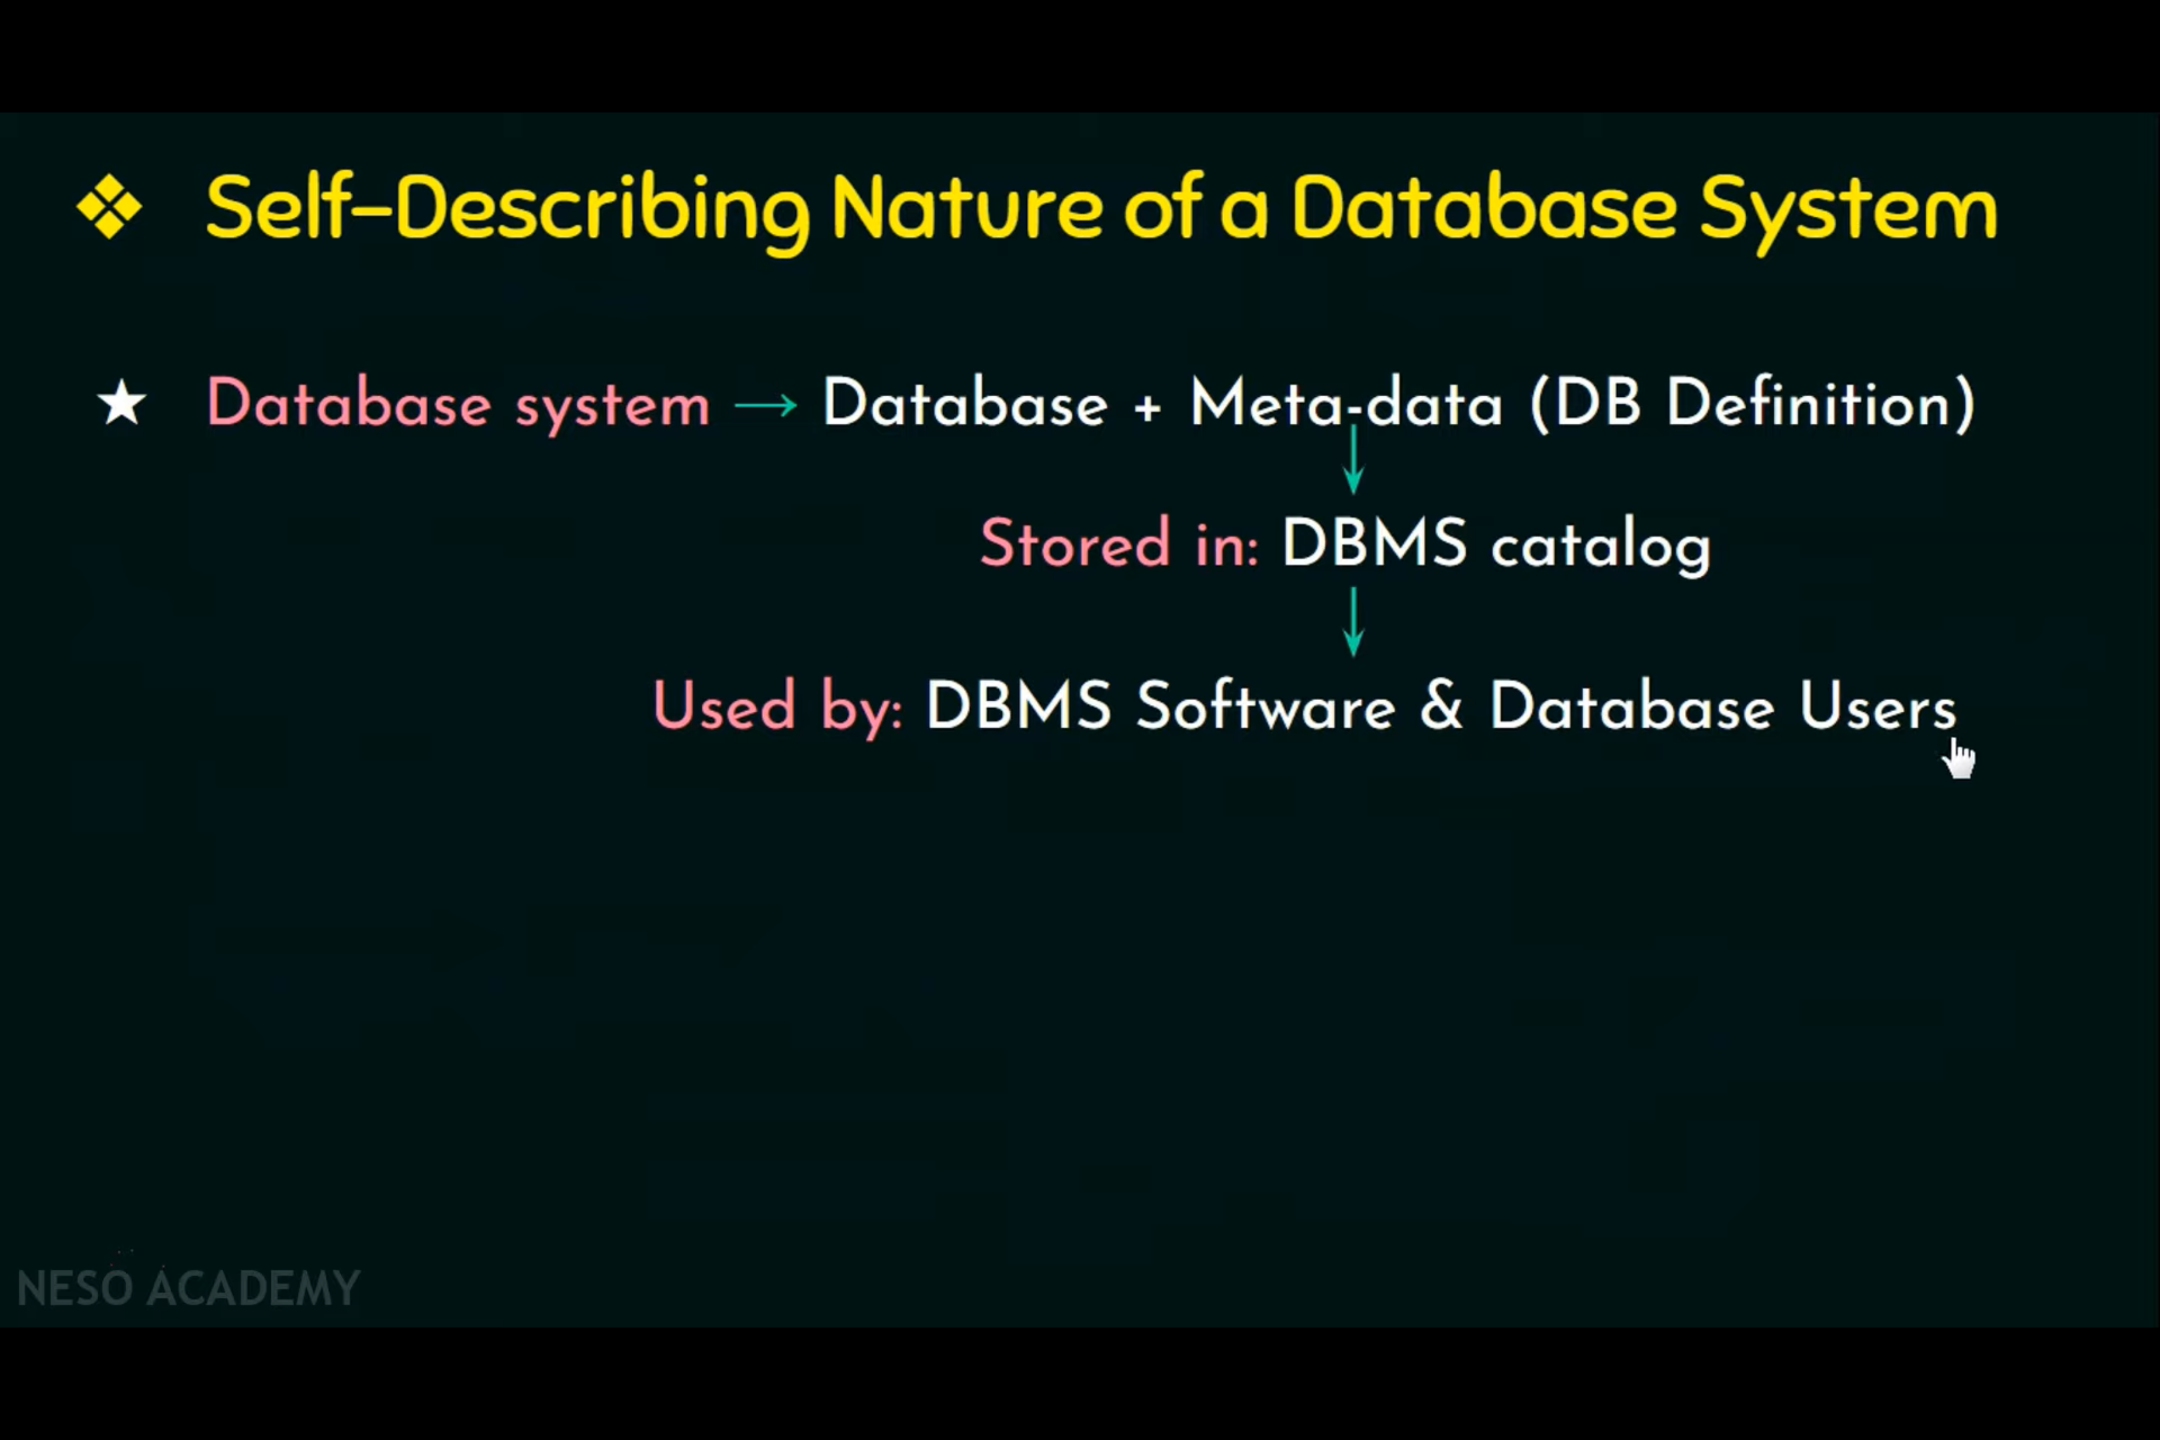 ❖ Self-Describing Nature of a Database System
★ Database system → Database + Meta-data (DB Definition)
Stored in: DBMS catalog
Used by: DBMS Software & Database Users
NESO ACADEMY